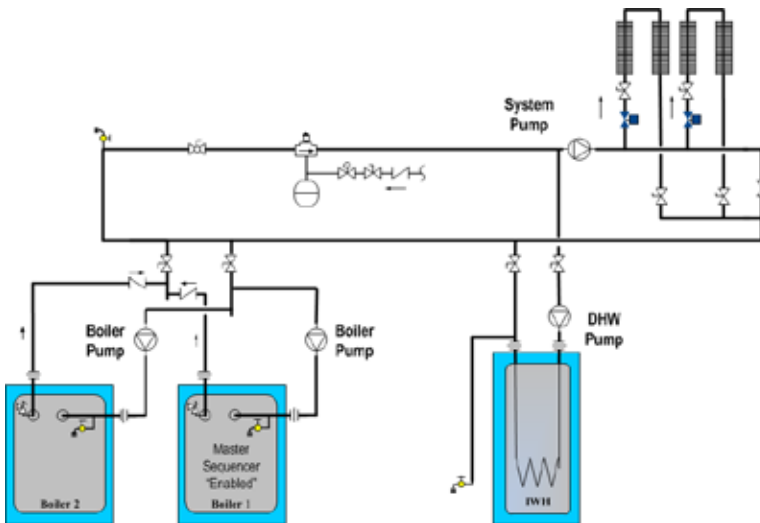 System
Pump
Boiler
Pump
Boiler
Pump
DHW
Pump
Master
Sequencer
"Enabled"
Boiler 2
Boiler 1
IWH